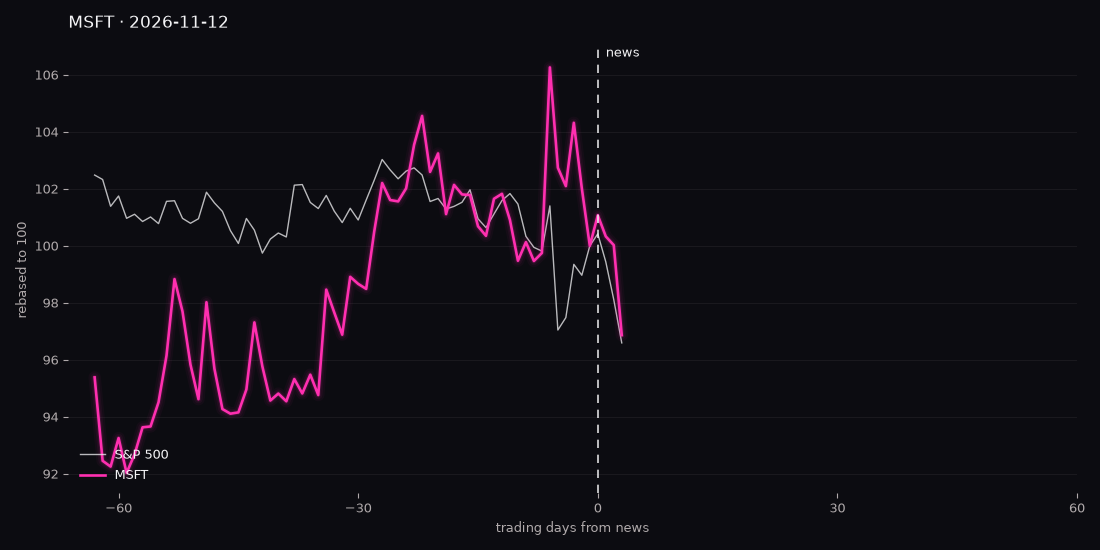 MSFT · 2026-11-12
news
106
104
102
100
98
96
94
92
rebased to 100
S&P 500
MSFT
−60
−30
0
30
60
trading days from news